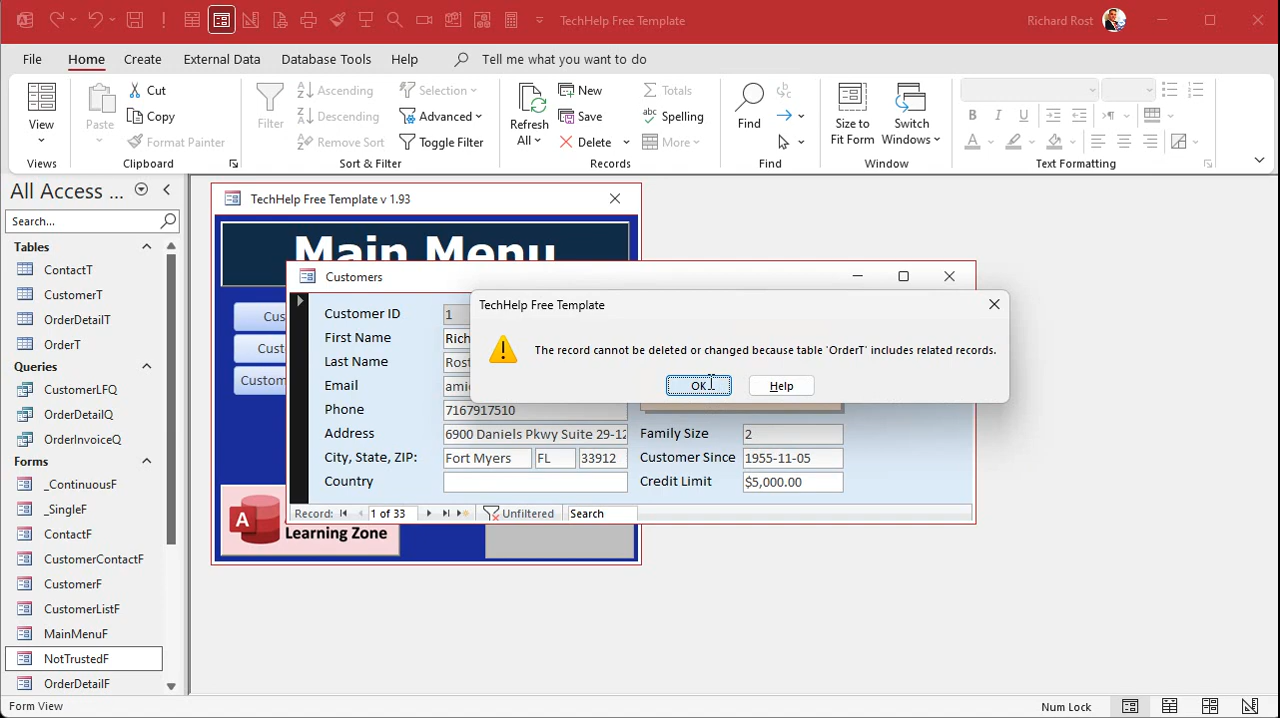 TechHelp Free Template
Richard Rost
File Home Create External Data Database Tools Help Tell me what you want to do
View
Views
Paste
Cut
Copy
Format Painter
Clipboard
Filter
Ascending
Descending
Remove Sort
Selection
Advanced
Toggle Filter
Sort & Filter
Refresh
All
New
Save
Delete
Totals
Spelling
More
Records
Find
Find
Size to
Fit Form
Switch
Windows
Window
B I U
A
Text Formatting
All Access ...
Search...
Tables
ContactT
CustomerT
OrderDetailT
OrderT
Queries
CustomerLFQ
OrderDetailQ
OrderInvoiceQ
Forms
_ContinuousF
_SingleF
ContactF
CustomerContactF
CustomerF
CustomerListF
MainMenuF
NotTrustedF
OrderDetailF
TechHelp Free Template v 1.93
Main Menu
Cus
Cust
Custom
A
Learning Zone
Customers
Customer ID 1
First Name Rich
Last Name Rost
Email amic
Phone 7167917510
Address 6900 Daniels Pkwy Suite 29-12
City, State, ZIP: Fort Myers FL 33912
Country
Family Size 2
Customer Since 1955-11-05
Credit Limit $5,000.00
Record: 1 of 33 Unfiltered Search
TechHelp Free Template
The record cannot be deleted or changed because table 'OrderT' includes related records.
OK Help
Form View
Num Lock